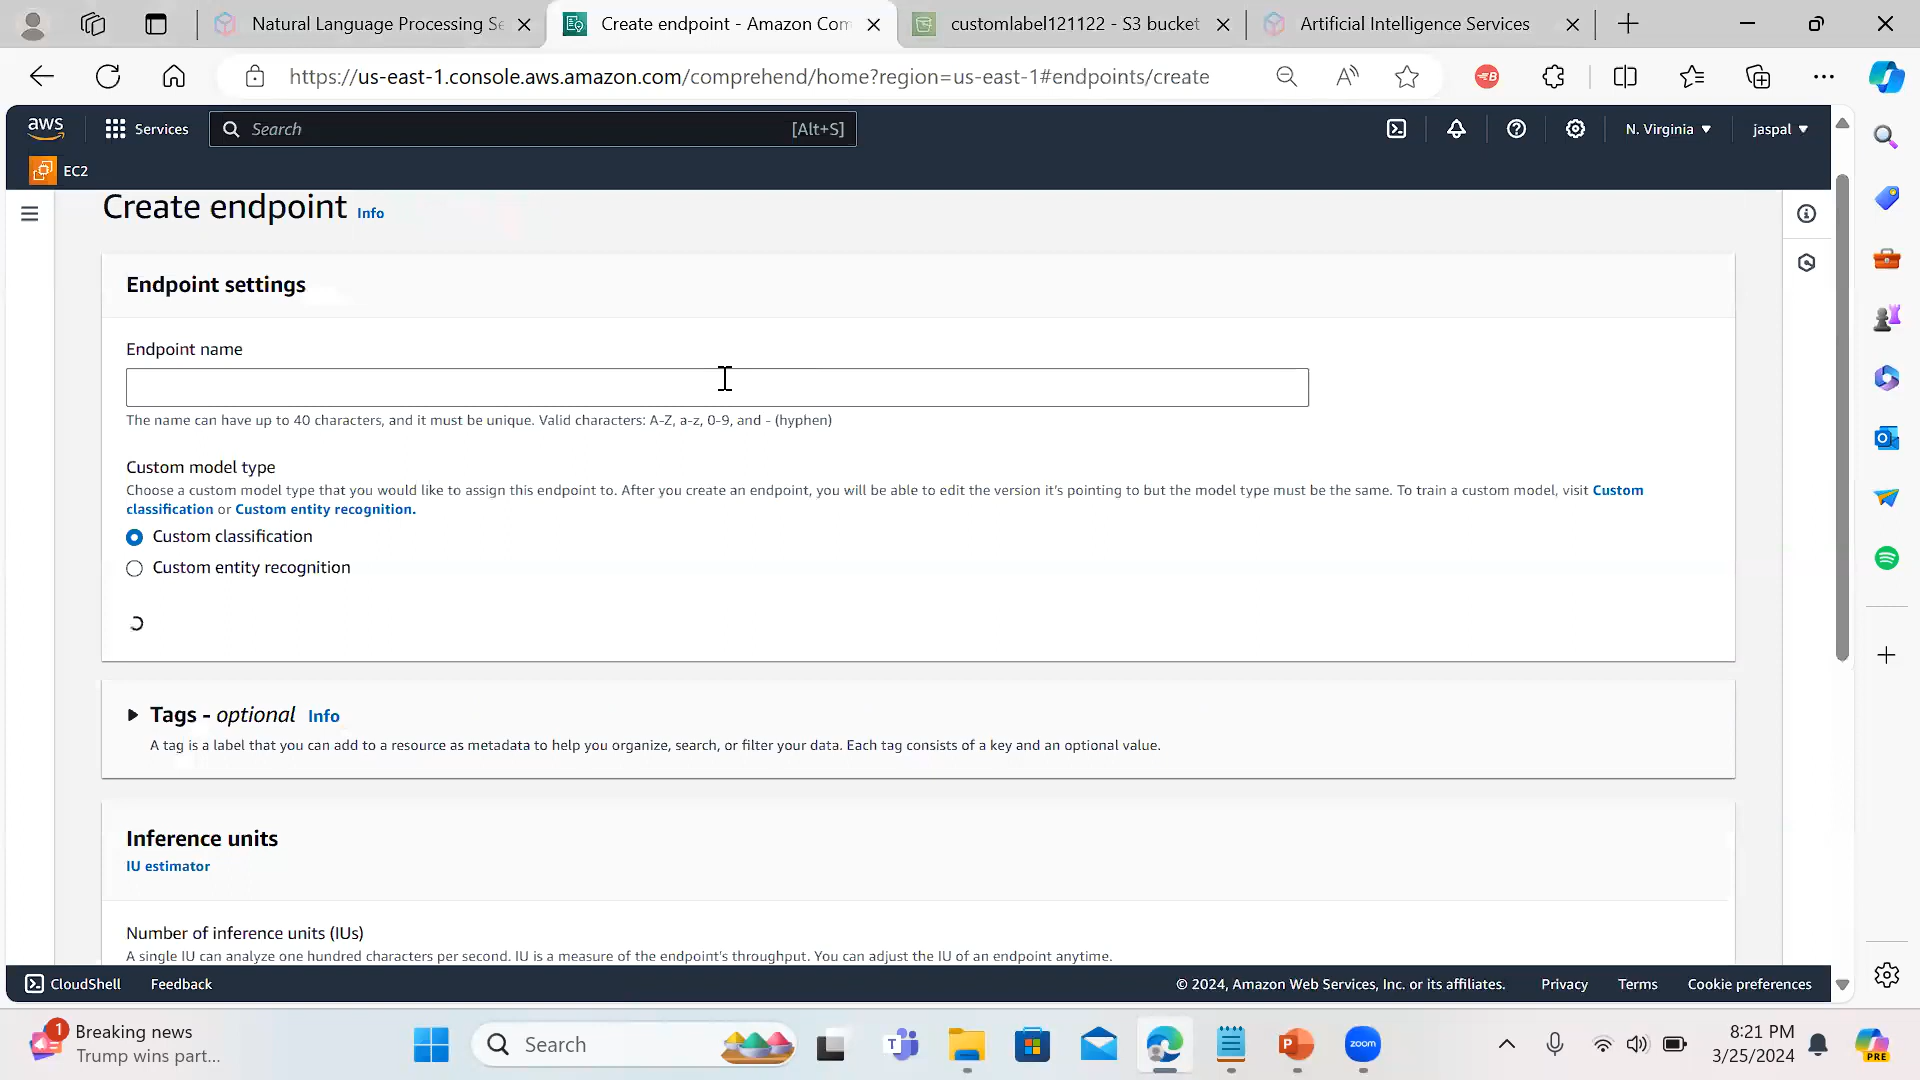 Natural Language Processing Se
Create endpoint - Amazon Com
customlabel121122 - S3 bucket
Artificial Intelligence Services
https://us-east-1.console.aws.amazon.com/comprehend/home?region=us-east-1#endpoints/create
aws
Services
Search
[Alt+S]
N. Virginia
jaspal
EC2
Create endpoint Info
Endpoint settings
Endpoint name
The name can have up to 40 characters, and it must be unique. Valid characters: A-Z, a-z, 0-9, and - (hyphen)
Custom model type
Choose a custom model type that you would like to assign this endpoint to. After you create an endpoint, you will be able to edit the version it's pointing to but the model type must be the same. To train a custom model, visit Custom
classification or Custom entity recognition.
Custom classification
Custom entity recognition
Tags - optional Info
A tag is a label that you can add to a resource as metadata to help you organize, search, or filter your data. Each tag consists of a key and an optional value.
Inference units
IU estimator
Number of inference units (IUs)
A single IU can analyze one hundred characters per second. IU is a measure of the endpoint's throughput. You can adjust the IU of an endpoint anytime.
CloudShell
Feedback
© 2024, Amazon Web Services, Inc. or its affiliates.
Privacy
Terms
Cookie preferences
1
Breaking news
Trump wins part...
Search
zoom
8:21 PM
3/25/2024
PRE